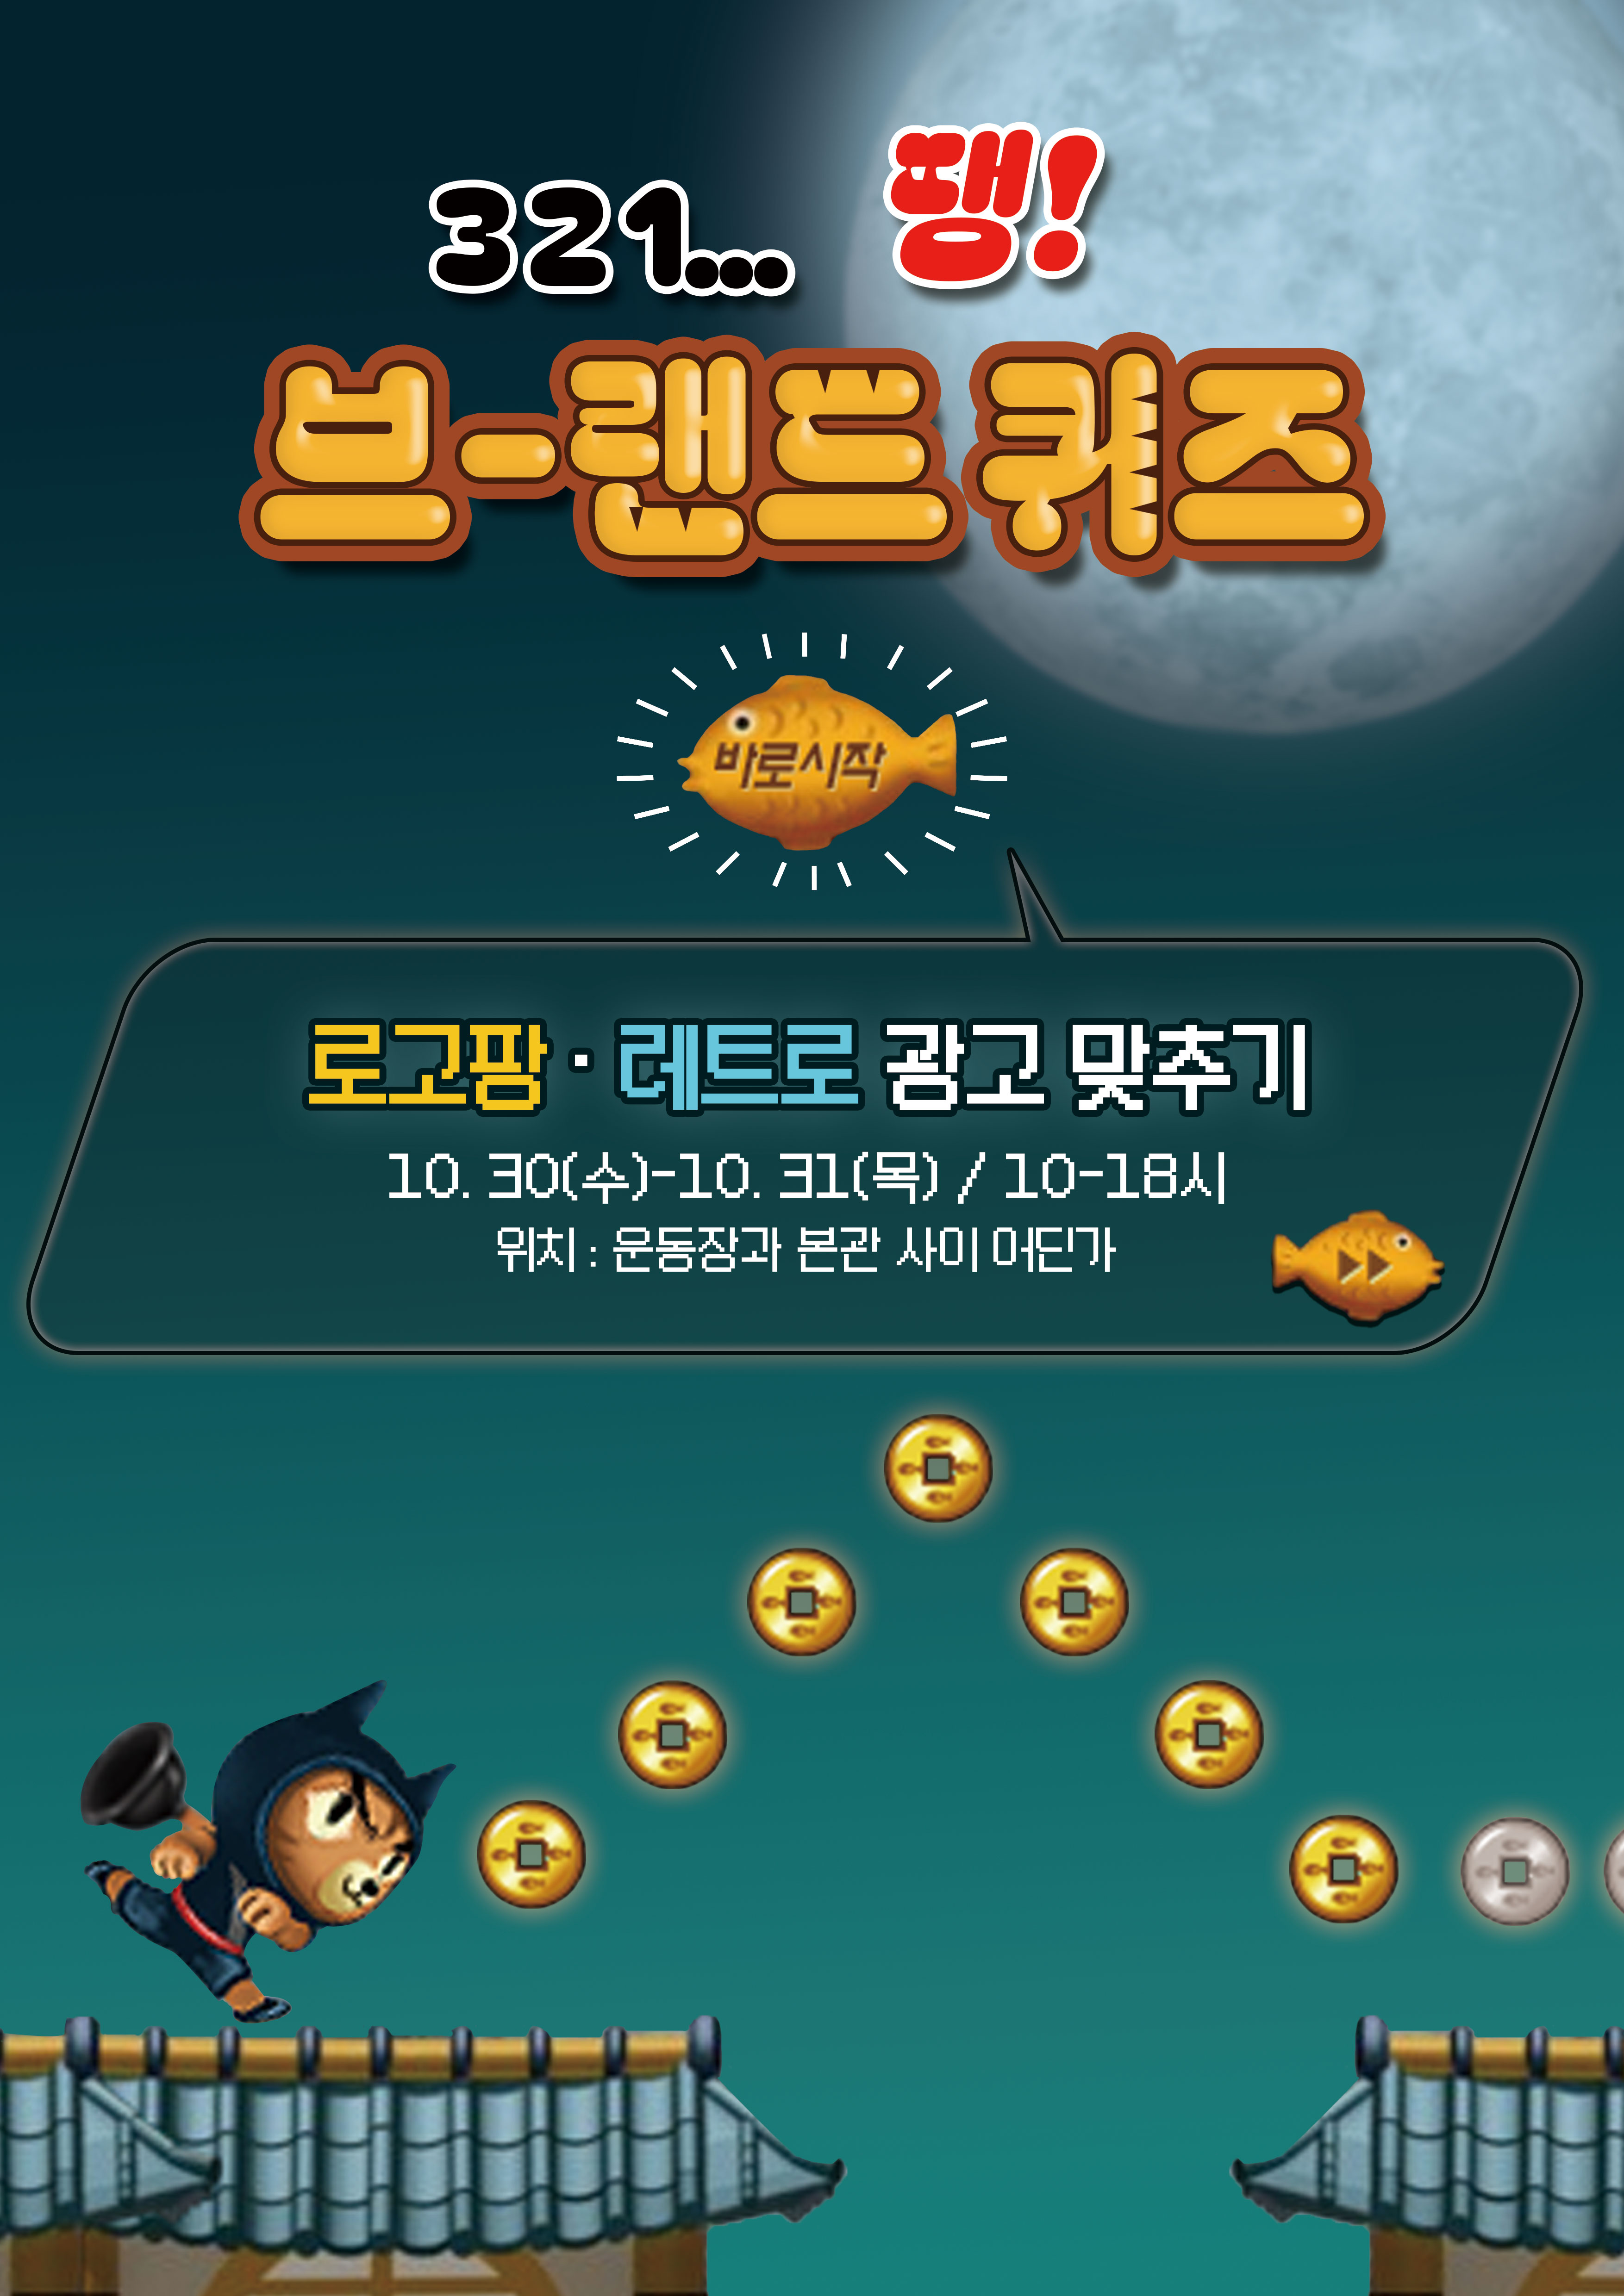 321... 땡!
브-랜드 퀴즈
바로시작
로고팡 · 레트로 광고 맞추기
10. 30(수)-10. 31(목) / 10-18시
위치 : 운동장과 본관 사이 어딘가